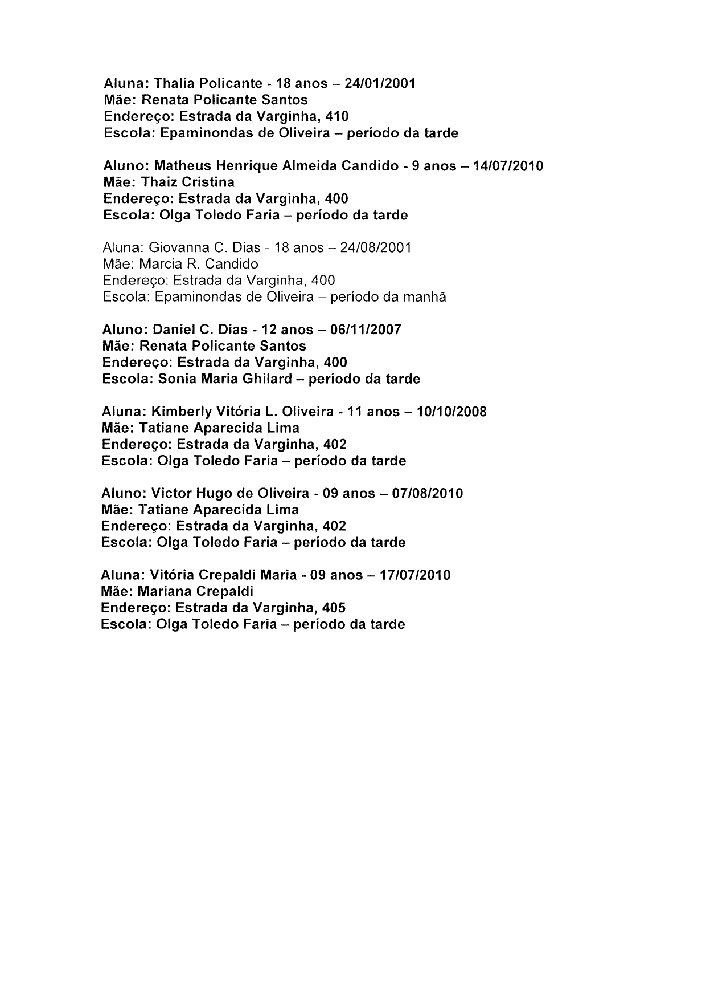 Aluna: Thalia Policante - 18 anos – 24/01/2001
Mãe: Renata Policante Santos
Endereço: Estrada da Varginha, 410
Escola: Epaminondas de Oliveira – período da tarde
Aluno: Matheus Henrique Almeida Candido - 9 anos – 14/07/2010
Mãe: Thaiz Cristina
Endereço: Estrada da Varginha, 400
Escola: Olga Toledo Faria – período da tarde
Aluna: Giovanna C. Dias - 18 anos – 24/08/2001
Mãe: Marcia R. Candido
Endereço: Estrada da Varginha, 400
Escola: Epaminondas de Oliveira – período da manhã
Aluno: Daniel C. Dias - 12 anos – 06/11/2007
Mãe: Renata Policante Santos
Endereço: Estrada da Varginha, 400
Escola: Sonia Maria Ghilard – período da tarde
Aluna: Kimberly Vitória L. Oliveira - 11 anos – 10/10/2008
Mãe: Tatiane Aparecida Lima
Endereço: Estrada da Varginha, 402
Escola: Olga Toledo Faria – período da tarde
Aluno: Victor Hugo de Oliveira - 09 anos – 07/08/2010
Mãe: Tatiane Aparecida Lima
Endereço: Estrada da Varginha, 402
Escola: Olga Toledo Faria – período da tarde
Aluna: Vitória Crepaldi Maria - 09 anos – 17/07/2010
Mãe: Mariana Crepaldi
Endereço: Estrada da Varginha, 405
Escola: Olga Toledo Faria – período da tarde